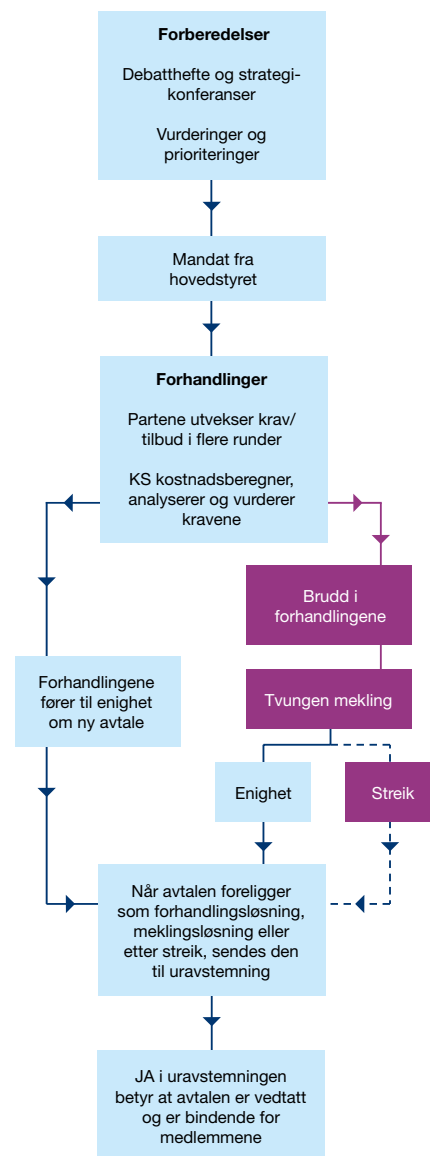 Forberedelser
Debatthefte og strategi-
konferanser
Vurderinger og
prioriteringer
Mandat fra
hovedstyret
Forhandlinger
Partene utvekser krav/
tilbud i flere runder
KS kostnadsberegner,
analyserer og vurderer
kravene
Brudd i
forhandlingene
Forhandlingene
fører til enighet
om ny avtale
Tvungen mekling
Enighet
Streik
Når avtalen foreligger
som forhandlingsløsning,
meklingsløsning eller
etter streik, sendes den
til uravstemning
JA i uravstemningen
betyr at avtalen er vedtatt
og er bindende for
medlemmene